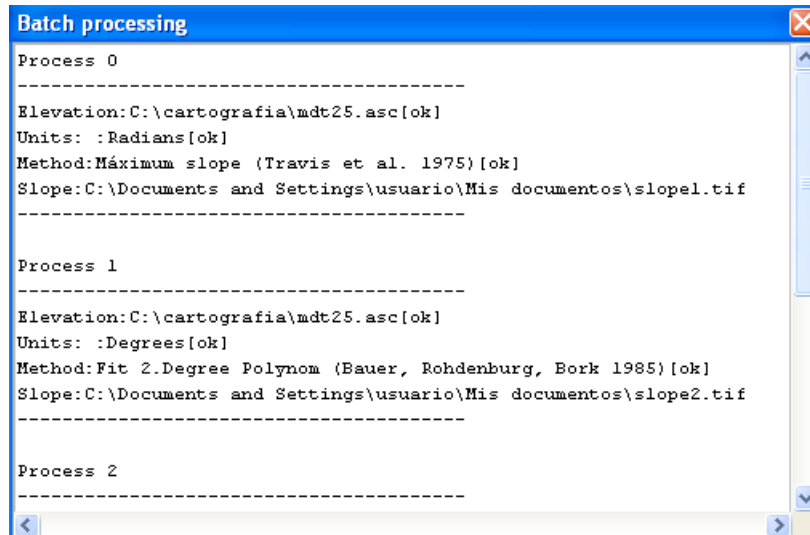 Batch processing
Process 0
----------------------------------------
Elevation:C:\cartografia\mdt25.asc[ok]
Units: :Radians[ok]
Method:Máximum slope (Travis et al. 1975)[ok]
Slope:C:\Documents and Settings\usuario\Mis documentos\slope1.tif
----------------------------------------
Process 1
----------------------------------------
Elevation:C:\cartografia\mdt25.asc[ok]
Units: :Degrees[ok]
Method:Fit 2.Degree Polynom (Bauer, Rohdenburg, Bork 1985)[ok]
Slope:C:\Documents and Settings\usuario\Mis documentos\slope2.tif
----------------------------------------
Process 2
----------------------------------------